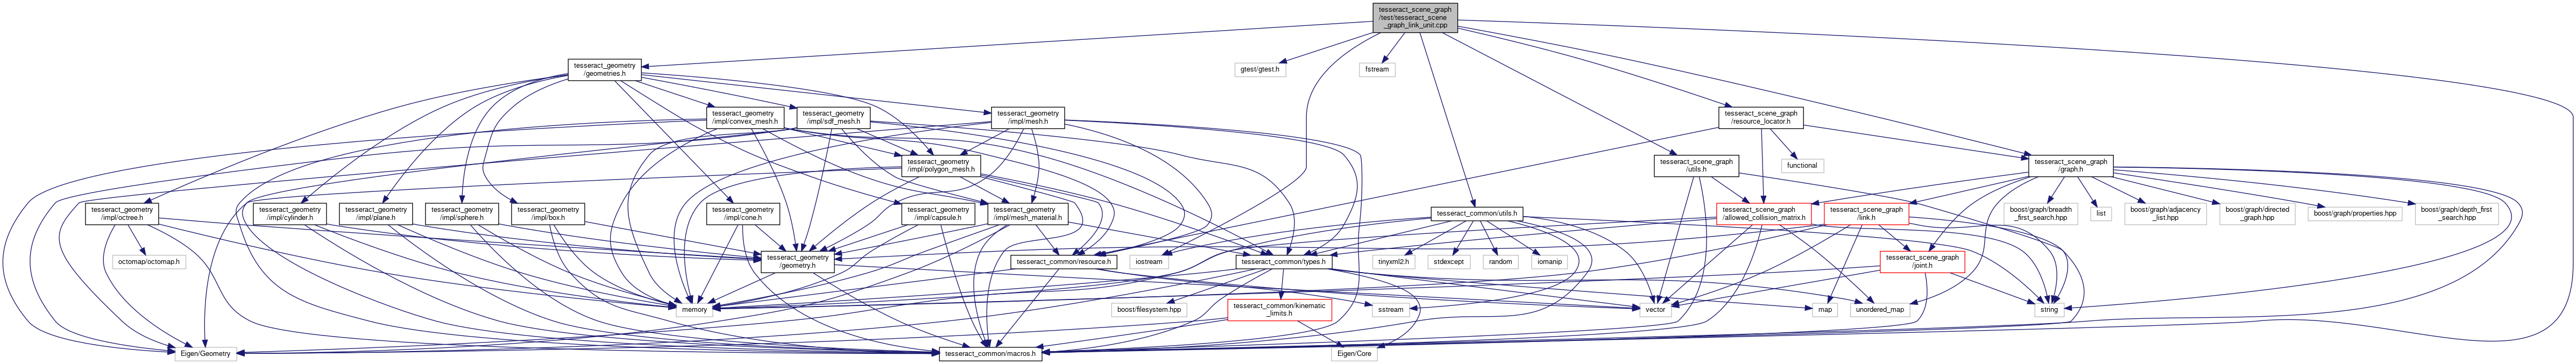 tesseract_scene_graph
/test/tesseract_scene
_graph_link_unit.cpp
tesseract_geometry
/geometries.h
gtest/gtest.h
fstream
tesseract_geometry
/impl/convex_mesh.h
tesseract_geometry
/impl/sdf_mesh.h
tesseract_geometry
/impl/mesh.h
tesseract_scene_graph
/resource_locator.h
tesseract_geometry
/impl/polygon_mesh.h
tesseract_scene_graph
/utils.h
functional
tesseract_scene_graph
/graph.h
tesseract_geometry
/impl/octree.h
tesseract_geometry
/impl/cylinder.h
tesseract_geometry
/impl/plane.h
tesseract_geometry
/impl/sphere.h
tesseract_geometry
/impl/box.h
tesseract_geometry
/impl/cone.h
tesseract_geometry
/impl/capsule.h
tesseract_geometry
/impl/mesh_material.h
tesseract_common/utils.h
tesseract_scene_graph
/allowed_collision_matrix.h
tesseract_scene_graph
/link.h
boost/graph/breadth
_first_search.hpp
list
boost/graph/adjacency
_list.hpp
boost/graph/directed
_graph.hpp
boost/graph/properties.hpp
boost/graph/depth_first
_search.hpp
octomap/octomap.h
tesseract_geometry
/geometry.h
tesseract_common/resource.h
iostream
tesseract_common/types.h
tinyxml2.h
stdexcept
random
iomanip
tesseract_scene_graph
/joint.h
memory
boost/filesystem.hpp
tesseract_common/kinematic
_limits.h
sstream
vector
map
unordered_map
string
Eigen/Geometry
tesseract_common/macros.h
Eigen/Core